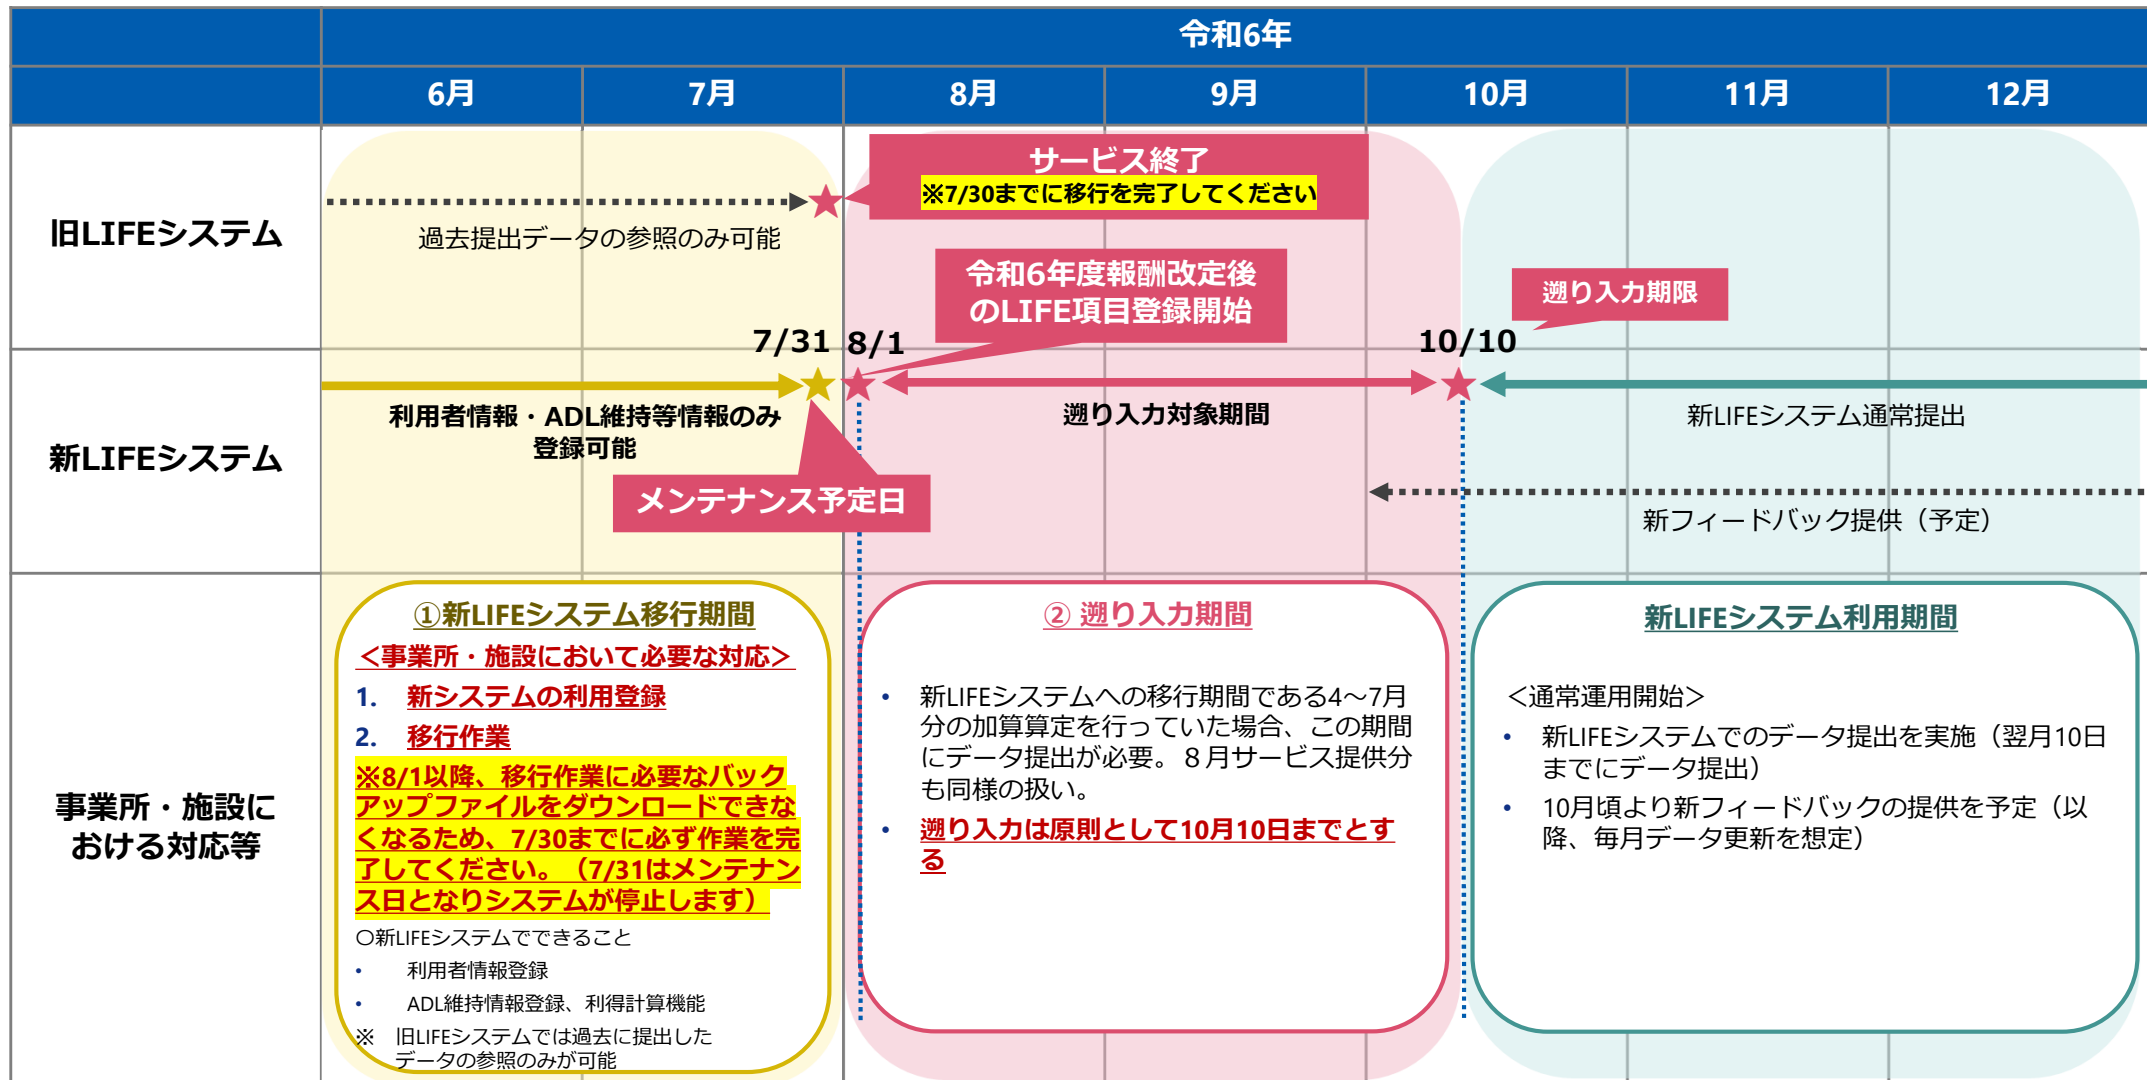 令和6年
6月
7月
8月
9月
10月
11月
12月
旧LIFEシステム
過去提出データの参照のみ可能
サービス終了
※7/30までに移行を完了してください
令和6年度報酬改定後
のLIFE項目登録開始
遡り入力期限
7/31
8/1
10/10
新LIFEシステム
利用者情報・ADL維持等情報のみ
登録可能
メンテナンス予定日
遡り入力対象期間
新LIFEシステム通常提出
新フィードバック提供（予定）
事業所・施設に
おける対応等
①新LIFEシステム移行期間
＜事業所・施設において必要な対応＞
1. 新システムの利用登録
2. 移行作業
※8/1以降、移行作業に必要なバック
アップファイルをダウンロードできな
くなるため、7/30までに必ず作業を完
了してください。（7/31はメンテナン
ス日となりシステムが停止します）
〇新LIFEシステムでできること
• 利用者情報登録
• ADL維持情報登録、利得計算機能
※ 旧LIFEシステムでは過去に提出した
データの参照のみが可能
② 遡り入力期間
• 新LIFEシステムへの移行期間である4～7月
分の加算算定を行っていた場合、この期間
にデータ提出が必要。８月サービス提供分
も同様の扱い。
• 遡り入力は原則として10月10日までとす
る
新LIFEシステム利用期間
＜通常運用開始＞
• 新LIFEシステムでのデータ提出を実施（翌月10日
までにデータ提出）
• 10月頃より新フィードバックの提供を予定（以
降、毎月データ更新を想定）